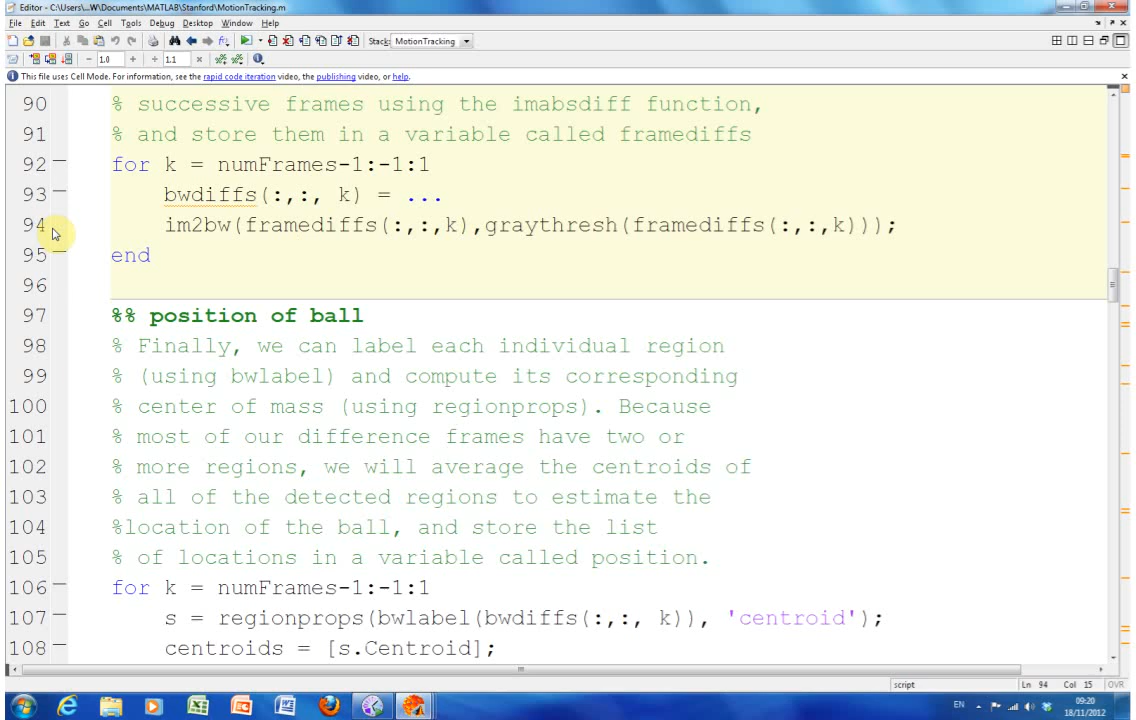 Editor - C:\Users\...W\Documents\MATLAB\Stanford\MotionTracking.m
File Edit Text Go Cell Tools Debug Desktop Window Help
Stack: MotionTracking
1.0 1.1
This file uses Cell Mode. For information, see the rapid code iteration video, the publishing video, or help.
90 % successive frames using the imabsdiff function,
91 % and store them in a variable called framediffs
92 for k = numFrames-1:-1:1
93 bwdiffs(:,:, k) = ...
94 im2bw(framediffs(:,:,k),graythresh(framediffs(:,:,k)));
95 end
96
97 %% position of ball
98 % Finally, we can label each individual region
99 % (using bwlabel) and compute its corresponding
100 % center of mass (using regionprops). Because
101 % most of our difference frames have two or
102 % more regions, we will average the centroids of
103 % all of the detected regions to estimate the
104 %location of the ball, and store the list
105 % of locations in a variable called position.
106 for k = numFrames-1:-1:1
107 s = regionprops(bwlabel(bwdiffs(:,:, k)), 'centroid');
108 centroids = [s.Centroid];
script Ln 94 Col 15 OVR
EN 09:20
18/11/2012